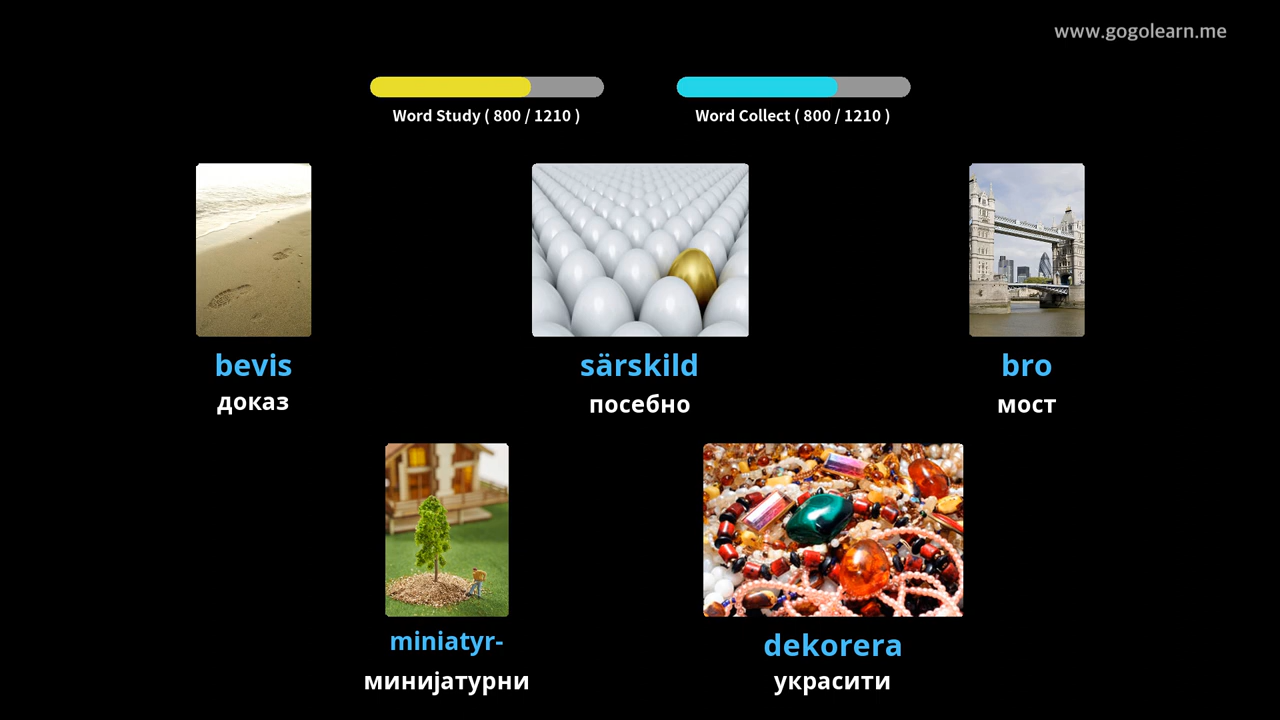 www.gogolearn.me
Word Study ( 800 / 1210 )
Word Collect ( 800 / 1210 )
bevis
доказ
särskild
посебно
bro
мост
miniatyr-
минијатурни
dekorera
украсити